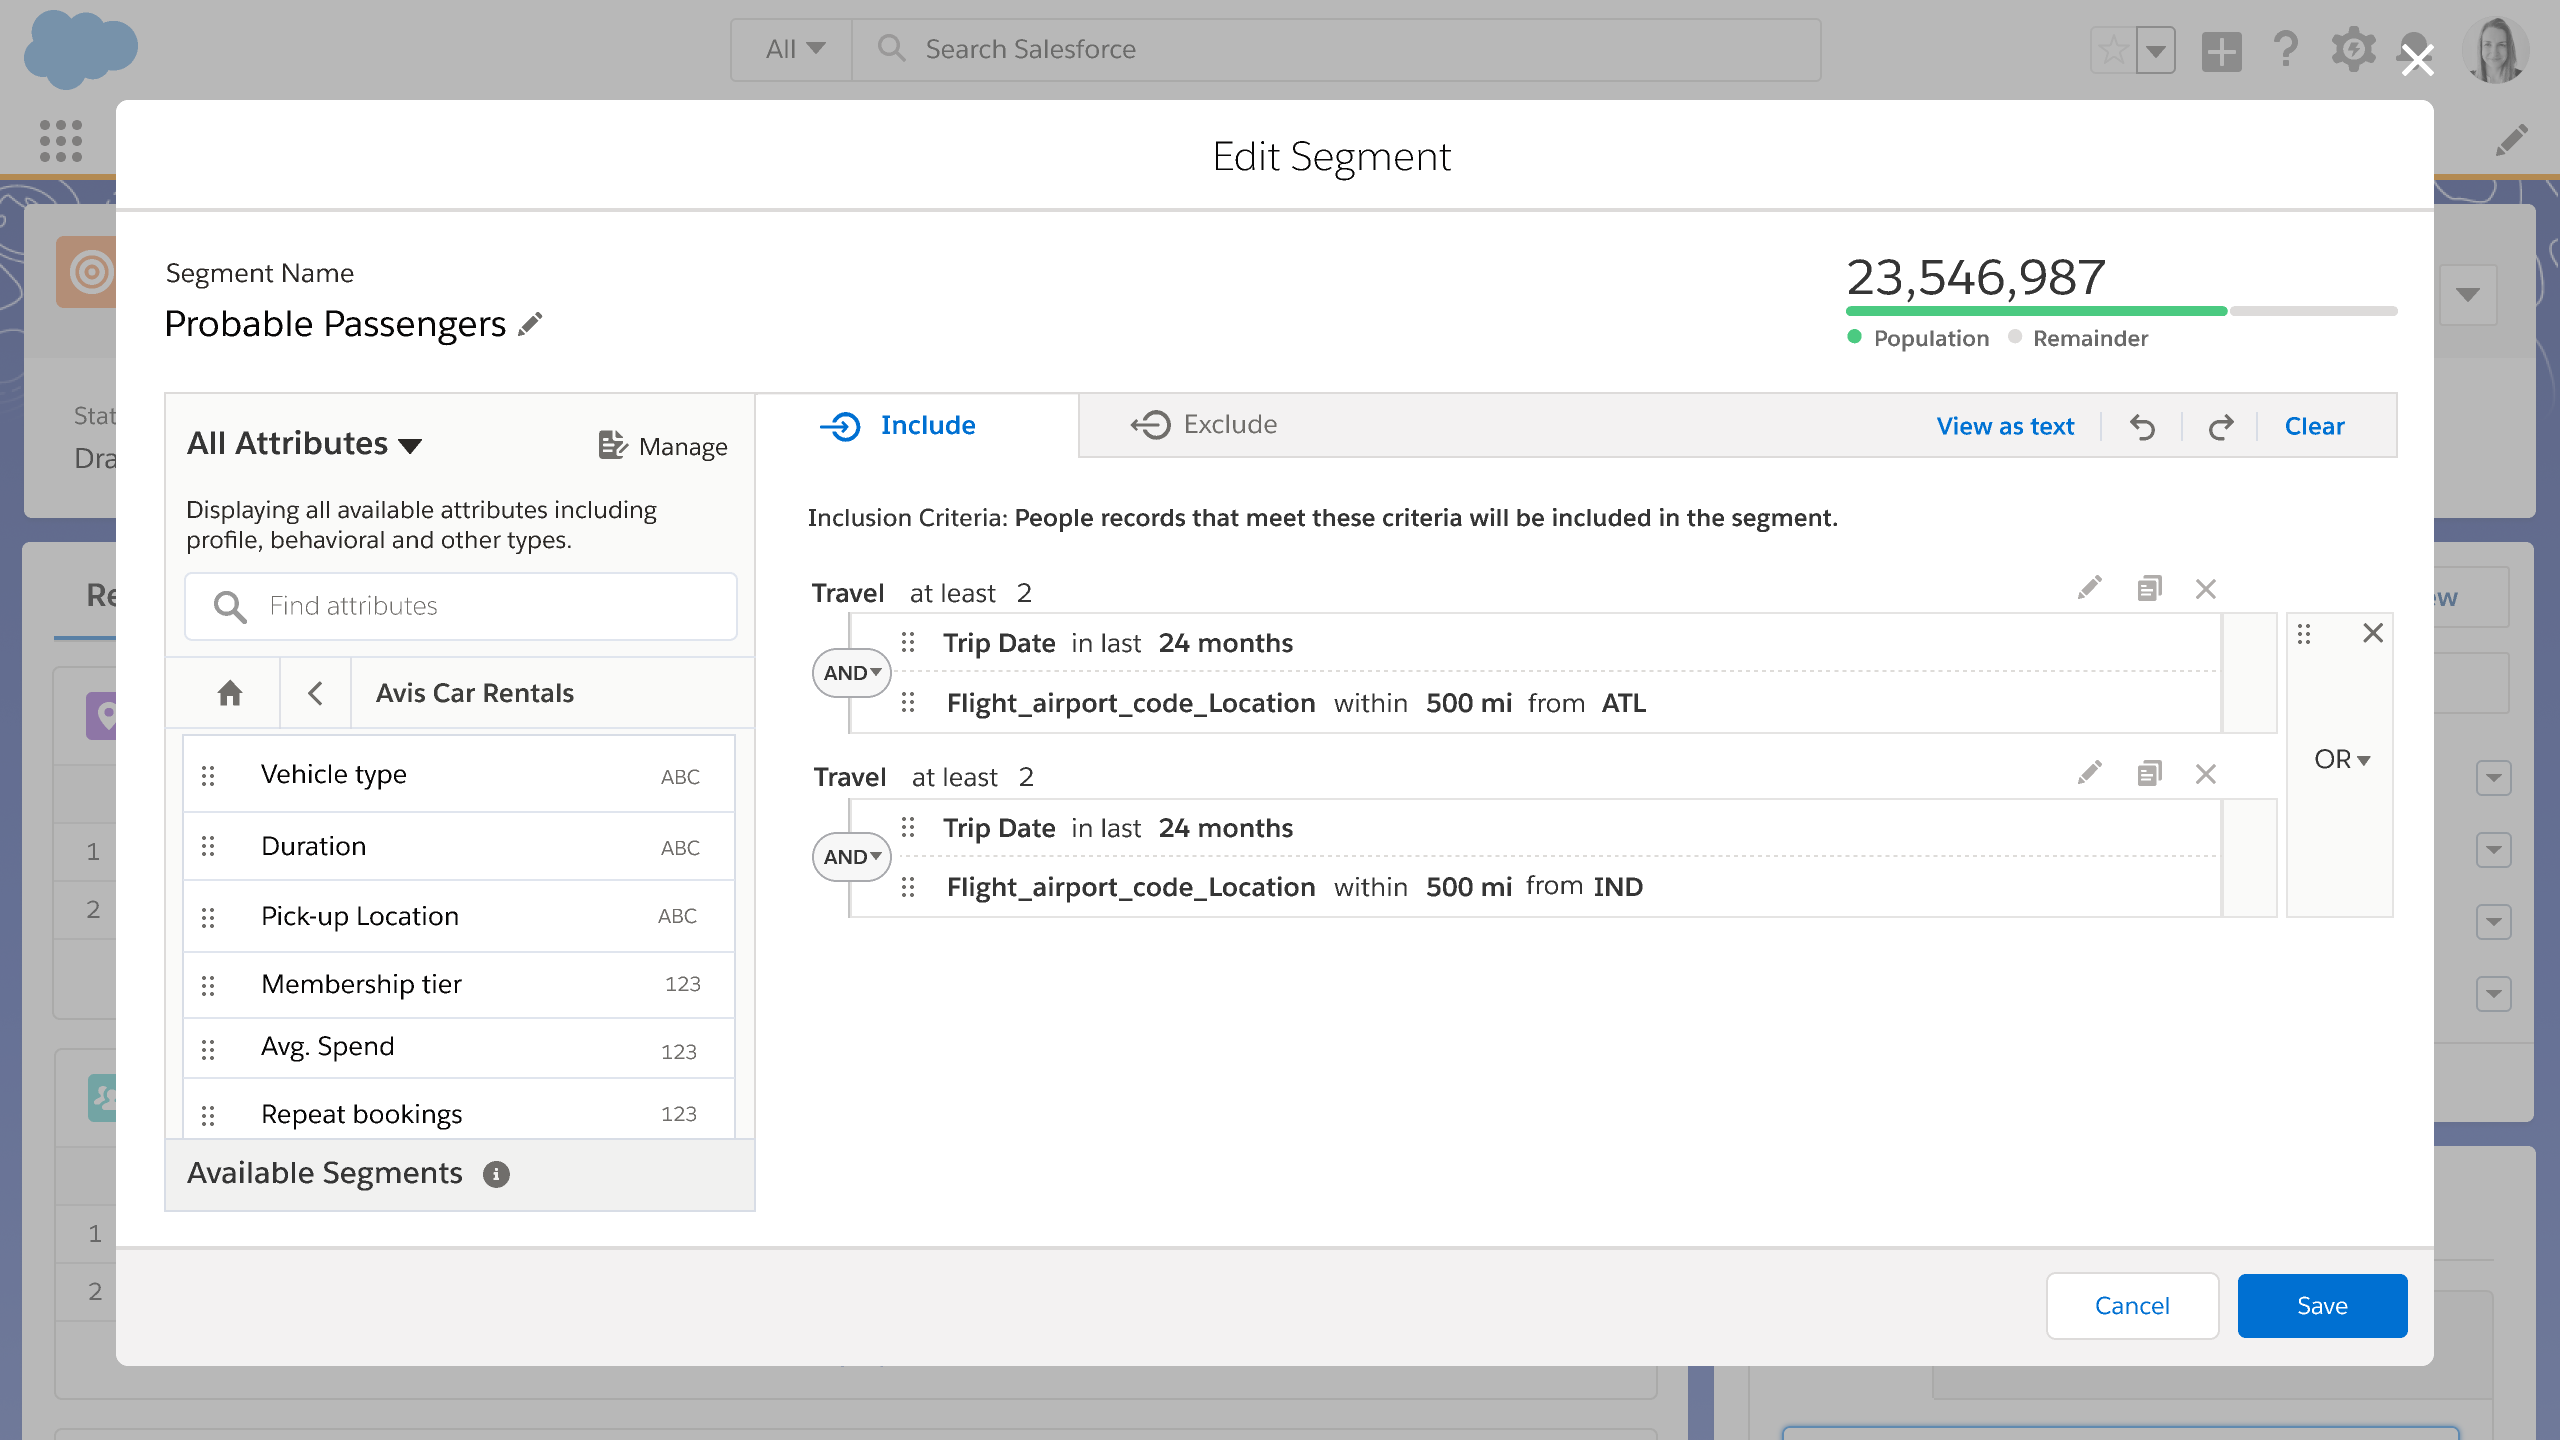 All
Search Salesforce
Edit Segment
Segment Name
Probable Passengers
23,546,987
Population
Remainder
All Attributes
Manage
Displaying all available attributes including
profile, behavioral and other types.
Find attributes
Avis Car Rentals
Vehicle type ABC
Duration ABC
Pick-up Location ABC
Membership tier 123
Avg. Spend 123
Repeat bookings 123
Available Segments
Include
Exclude
View as text
Clear
Inclusion Criteria: People records that meet these criteria will be included in the segment.
Travel at least 2
Trip Date in last 24 months
AND
Flight_airport_code_Location within 500 mi from ATL
Travel at least 2
Trip Date in last 24 months
AND
Flight_airport_code_Location within 500 mi from IND
OR
Cancel
Save
1
2
1
2